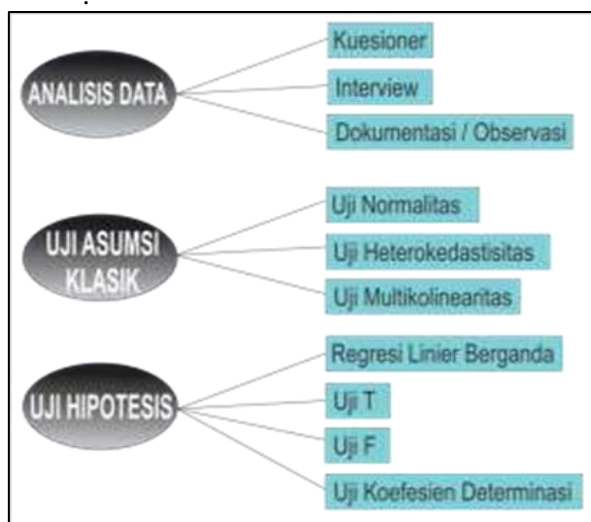 ANALISIS DATA
Kuesioner
Interview
Dokumentasi / Observasi
UJI ASUMSI
KLASIK
Uji Normalitas
Uji Heterokedastisitas
Uji Multikolinearitas
UJI HIPOTESIS
Regresi Linier Berganda
Uji T
Uji F
Uji Koefesien Determinasi